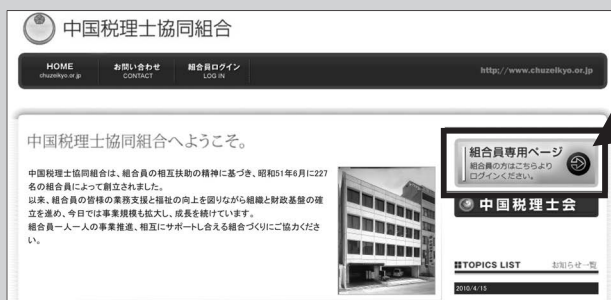 中国税理士協同組合
HOME
chuzeikyo.or.jp
お問い合わせ
CONTACT
組合員ログイン
LOG IN
http://www.chuzeikyo.or.jp
中国税理士協同組合へようこそ。
中国税理士協同組合は、組合員の相互扶助の精神に基づき、昭和51年6月に227
名の組合員によって創立されました。
以来、組合員の皆様の業務支援と福祉の向上を図りながら組織と財政基盤の確
立を進め、今日では事業規模も拡大し、成長を続けています。
組合員一人一人の事業推進、相互にサポートし合える組合づくりにご協力くださ
い。
組合員専用ページ
組合員の方はこちらより
ログインください。
中国税理士会
TOPICS LIST
お知らせ一覧
2010/4/15